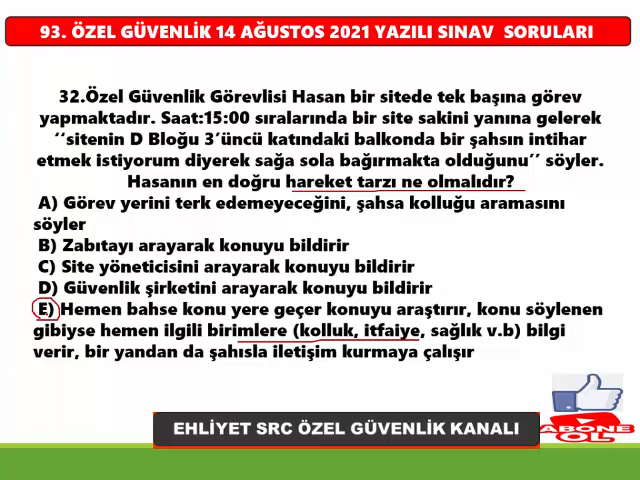 93. ÖZEL GÜVENLİK 14 AĞUSTOS 2021 YAZILI SINAV SORULARI
32.Özel Güvenlik Görevlisi Hasan bir sitede tek başına görev
yapmaktadır. Saat:15:00 sıralarında bir site sakini yanına gelerek
‘‘sitenin D Bloğu 3’üncü katındaki balkonda bir şahsın intihar
etmek istiyorum diyerek sağa sola bağırmakta olduğunu’’ söyler.
Hasanın en doğru hareket tarzı ne olmalıdır?
A) Görev yerini terk edemeyeceğini, şahsa kolluğu aramasını
söyler
B) Zabıtayı arayarak konuyu bildirir
C) Site yöneticisini arayarak konuyu bildirir
D) Güvenlik şirketini arayarak konuyu bildirir
E) Hemen bahse konu yere geçer konuyu araştırır, konu söylenen
gibiyse hemen ilgili birimlere (kolluk, itfaiye, sağlık v.b) bilgi
verir, bir yandan da şahısla iletişim kurmaya çalışır
EHLİYET SRC ÖZEL GÜVENLİK KANALI
ABONE
OL